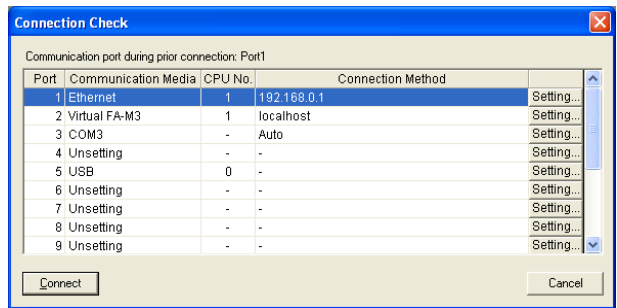 Connection Check
Communication port during prior connection: Port1
Port Communication Media CPU No. Connection Method
1 Ethernet 1 192.168.0.1 Setting...
2 Virtual FA-M3 1 localhost Setting...
3 COM3 - Auto Setting...
4 Unsetting - - Setting...
5 USB 0 - Setting...
6 Unsetting - - Setting...
7 Unsetting - - Setting...
8 Unsetting - - Setting...
9 Unsetting - - Setting...
Connect Cancel